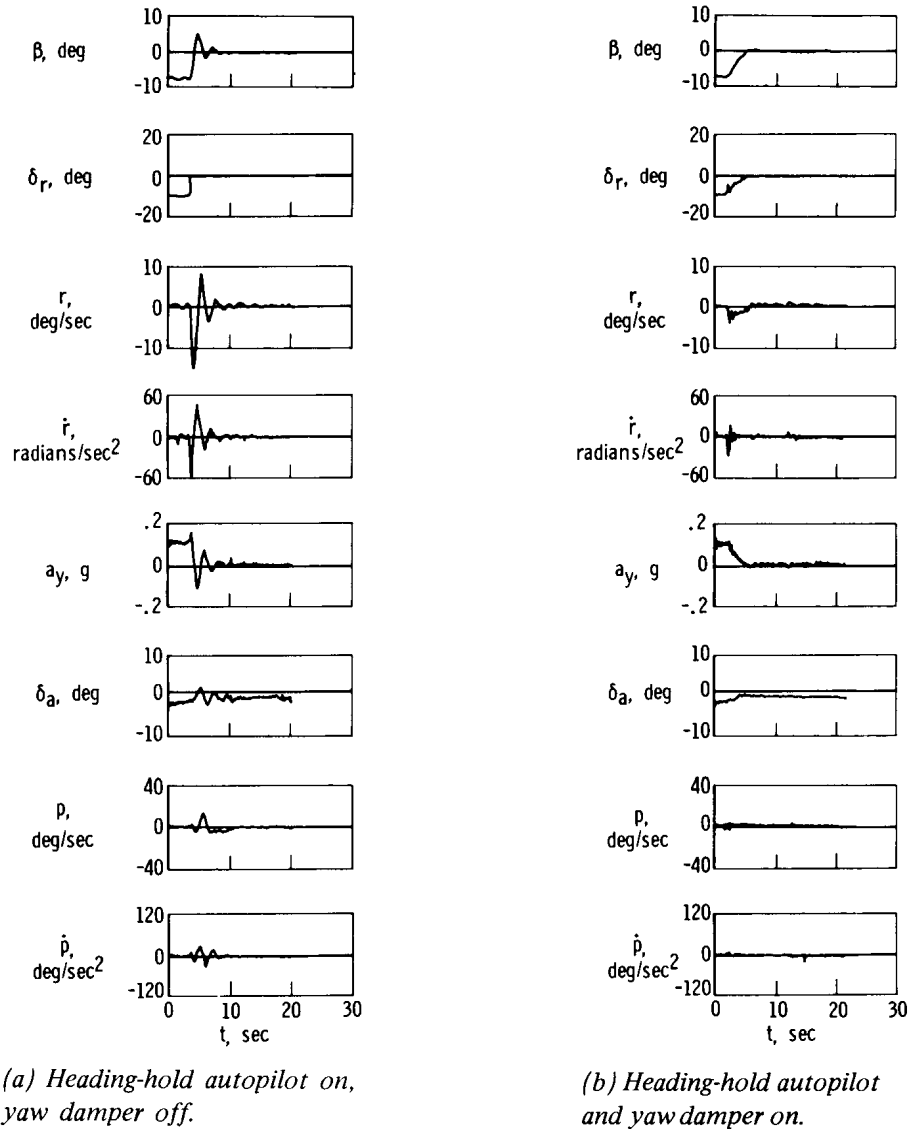 10
β, deg 0
-10
20
δr, deg 0
-20
10
r, 0
deg/sec
-10
60
ṙ, 0
radians/sec²
-60
.2
ay, g 0
-.2
10
δa, deg 0
-10
40
p, 0
deg/sec
-40
120
ṗ, 0
deg/sec²
-120
0 10 20 30
t, sec
(a) Heading-hold autopilot on,
yaw damper off.
10
β, deg 0
-10
20
δr, deg 0
-20
10
r, 0
deg/sec
-10
60
ṙ, 0
radians/sec²
-60
.2
ay, g 0
-.2
10
δa, deg 0
-10
40
p, 0
deg/sec
-40
120
ṗ, 0
deg/sec²
-120
0 10 20 30
t, sec
(b) Heading-hold autopilot
and yaw damper on.